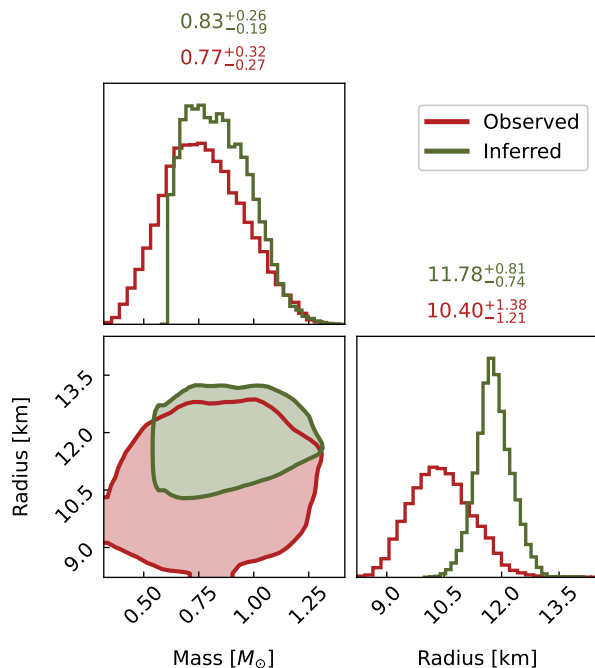 0.83^{+0.26}_{-0.19}
0.77^{+0.32}_{-0.27}
Observed
Inferred
11.78^{+0.81}_{-0.74}
10.40^{+1.38}_{-1.21}
Radius [km]
13.5
12.0
10.5
9.0
0.50 0.75 1.00 1.25
9.0 10.5 12.0 13.5
Mass [M_⊙]
Radius [km]